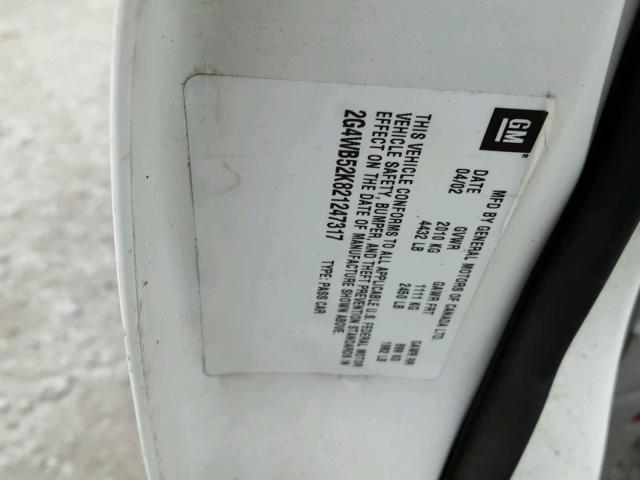 GM
®
MFD BY GENERAL MOTORS OF CANADA LTD.
DATE GVWR GAWR FRT GAWR RR
04/02 2010 KG 1111 KG 899 KG
4432 LB 2450 LB 1982 LB
THIS VEHICLE CONFORMS TO ALL APPLICABLE U.S. FEDERAL MOTOR
VEHICLE SAFETY, BUMPER, AND THEFT PREVENTION STANDARDS IN
EFFECT ON THE DATE OF MANUFACTURE SHOWN ABOVE.
2G4WB52K821247317 TYPE: PASS CAR